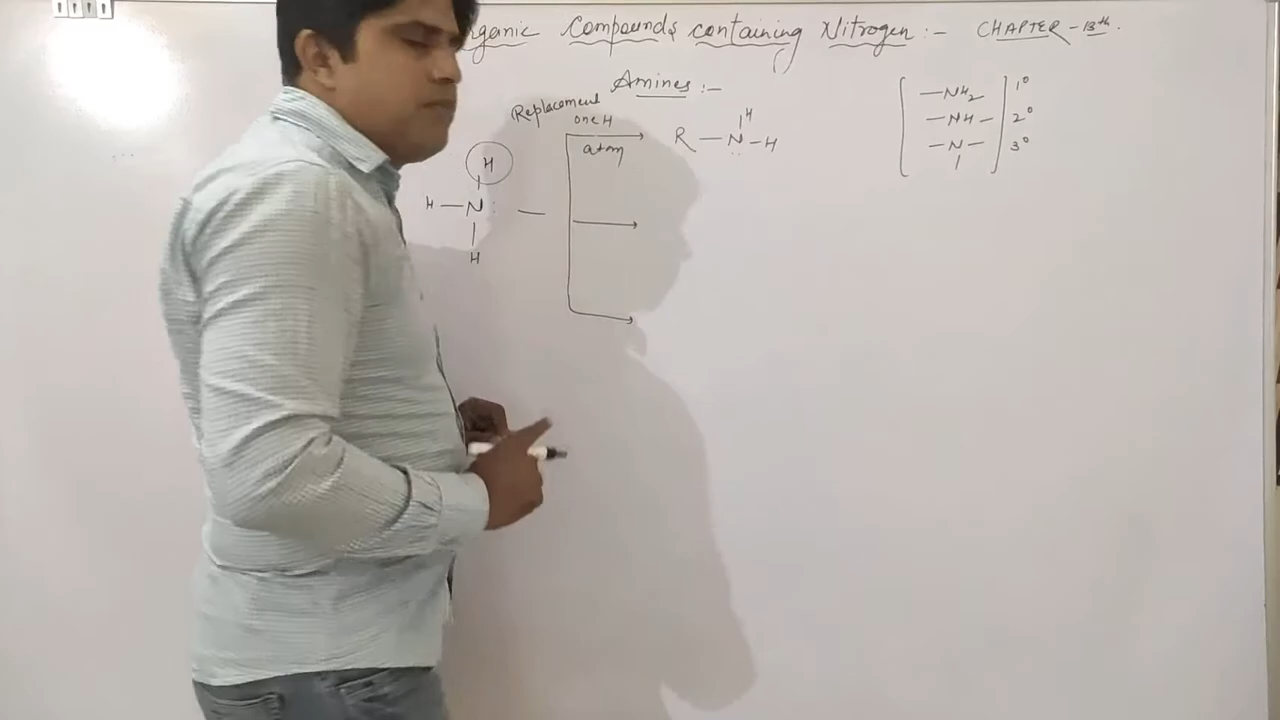 rganic Compounds containing Nitrogen :- CHAPTER-13th.
Amines :-
Replacement
one H
atom
R — N — H
H
H
H — N :
H
—NH2 1°
—NH— 2°
—N— 3°